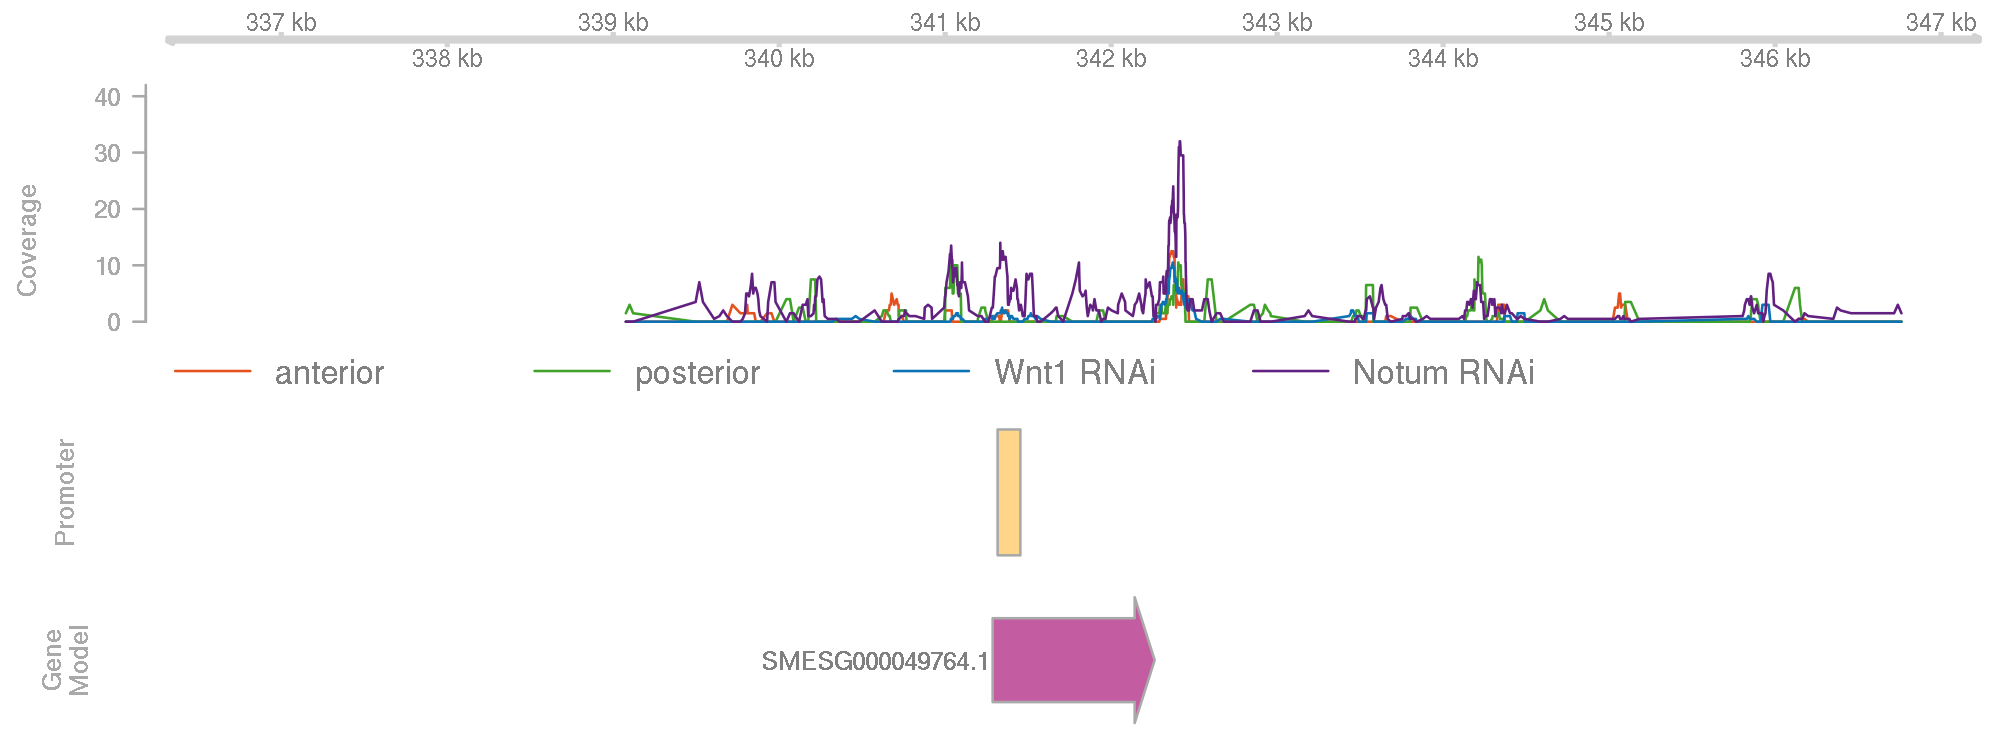 337 kb 339 kb 341 kb 343 kb 345 kb 347 kb
338 kb 340 kb 342 kb 344 kb 346 kb
Coverage
40
30
20
10
0
anterior posterior Wnt1 RNAi Notum RNAi
Promoter
Gene
Model
SMESG000049764.1